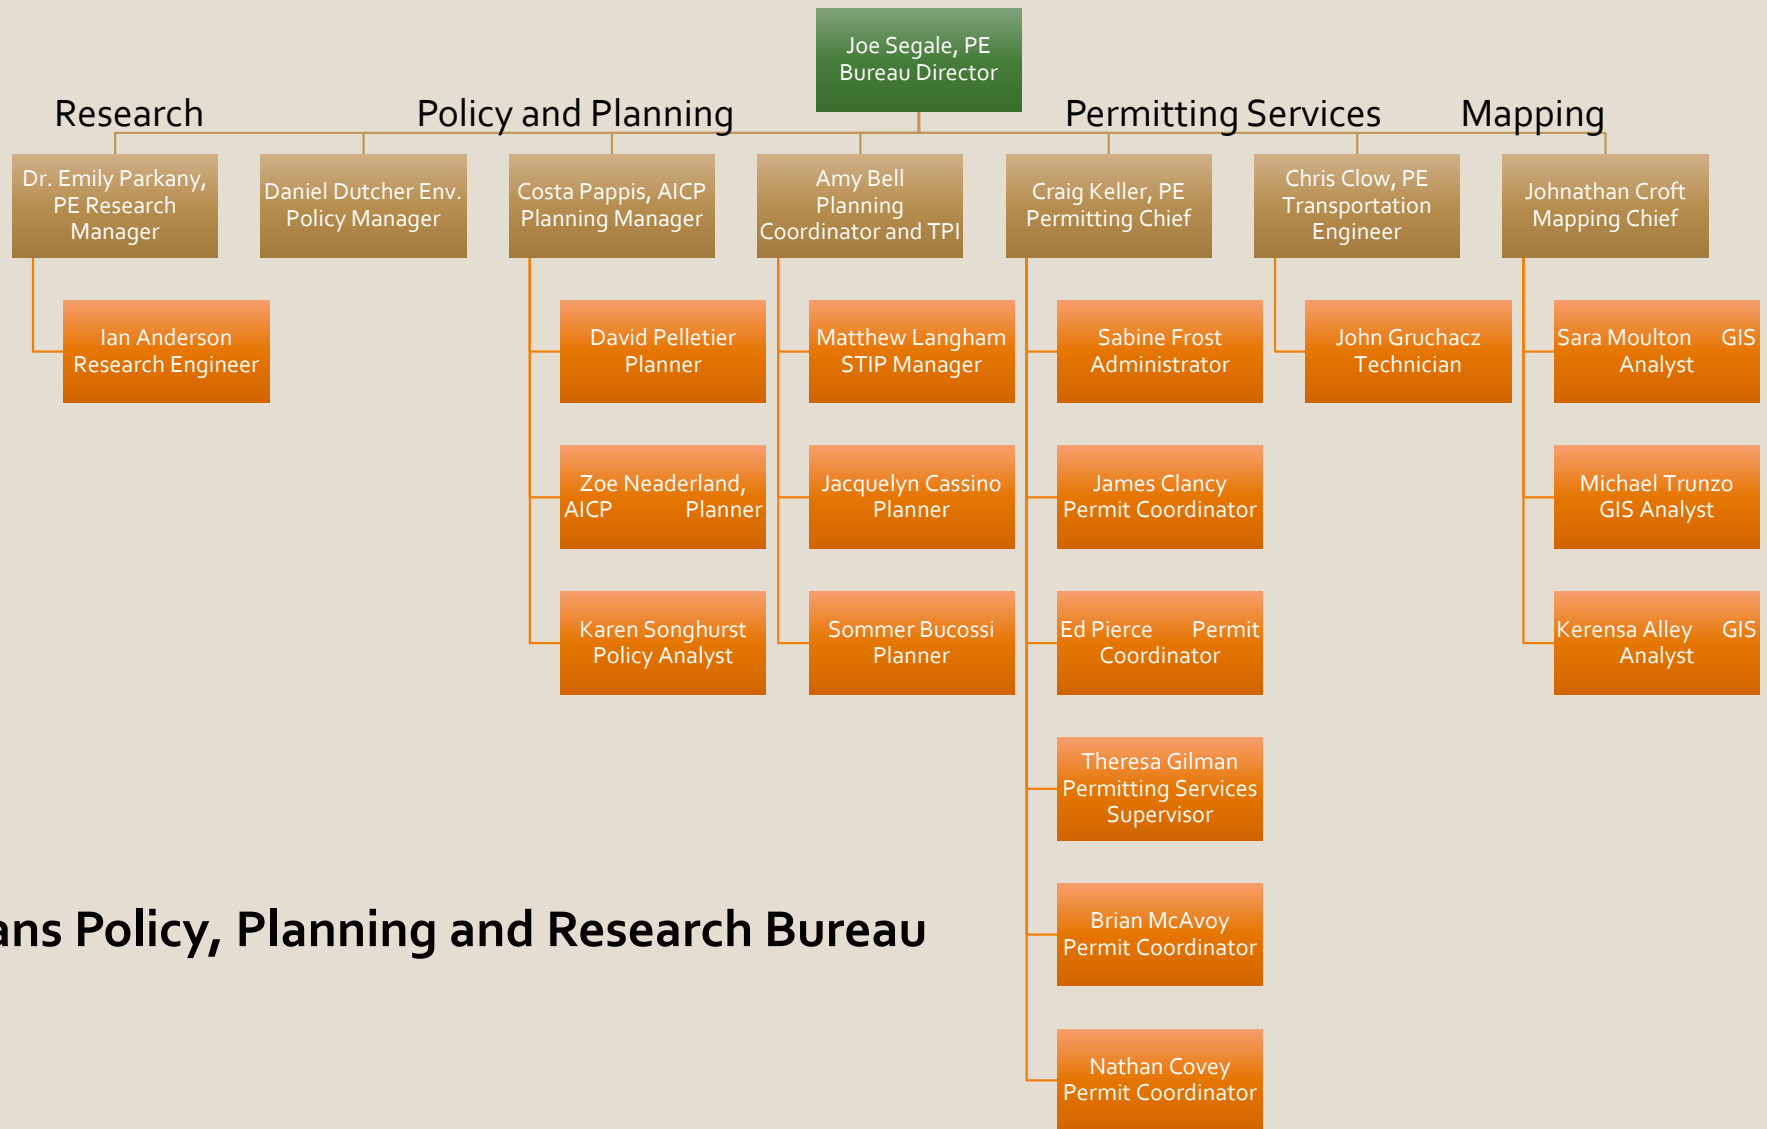 Joe Segale, PE
Bureau Director
Research
Policy and Planning
Permitting Services
Mapping
Dr. Emily Parkany,
PE Research
Manager
Daniel Dutcher Env.
Policy Manager
Costa Pappis, AICP
Planning Manager
Amy Bell
Planning
Coordinator and TPI
Craig Keller, PE
Permitting Chief
Chris Clow, PE
Transportation
Engineer
Johnathan Croft
Mapping Chief
Ian Anderson
Research Engineer
David Pelletier
Planner
Zoe Neaderland,
AICP Planner
Karen Songhurst
Policy Analyst
Matthew Langham
STIP Manager
Jacquelyn Cassino
Planner
Sommer Bucossi
Planner
Sabine Frost
Administrator
James Clancy
Permit Coordinator
Ed Pierce Permit
Coordinator
Theresa Gilman
Permitting Services
Supervisor
Brian McAvoy
Permit Coordinator
Nathan Covey
Permit Coordinator
John Gruchacz
Technician
Sara Moulton GIS
Analyst
Michael Trunzo
GIS Analyst
Kerensa Alley GIS
Analyst
ans Policy, Planning and Research Bureau